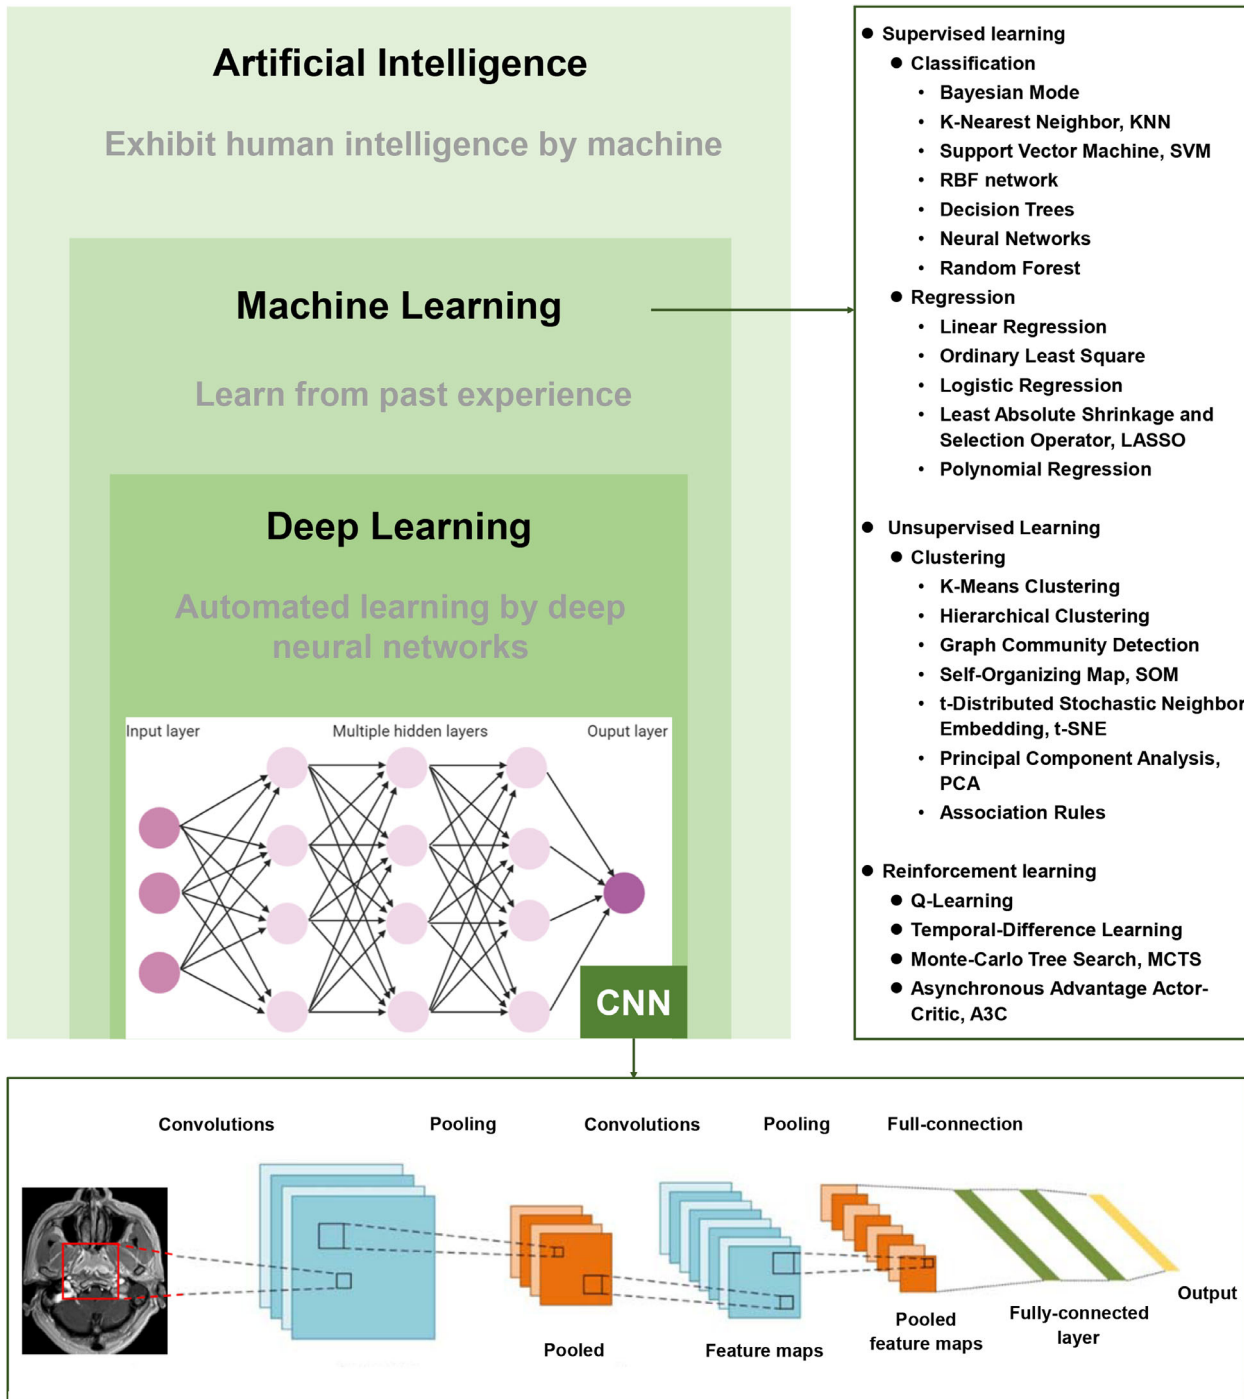 Artificial Intelligence
Exhibit human intelligence by machine
Machine Learning
Learn from past experience
Deep Learning
Automated learning by deep
neural networks
Input layer
Multiple hidden layers
Ouput layer
CNN
Supervised learning
Classification
Bayesian Mode
K-Nearest Neighbor, KNN
Support Vector Machine, SVM
RBF network
Decision Trees
Neural Networks
Random Forest
Regression
Linear Regression
Ordinary Least Square
Logistic Regression
Least Absolute Shrinkage and
Selection Operator, LASSO
Polynomial Regression
Unsupervised Learning
Clustering
K-Means Clustering
Hierarchical Clustering
Graph Community Detection
Self-Organizing Map, SOM
t-Distributed Stochastic Neighbor
Embedding, t-SNE
Principal Component Analysis,
PCA
Association Rules
Reinforcement learning
Q-Learning
Temporal-Difference Learning
Monte-Carlo Tree Search, MCTS
Asynchronous Advantage Actor-
Critic, A3C
Convolutions
Pooling
Convolutions
Pooling
Full-connection
Pooled
Feature maps
Pooled
feature maps
Fully-connected
layer
Output